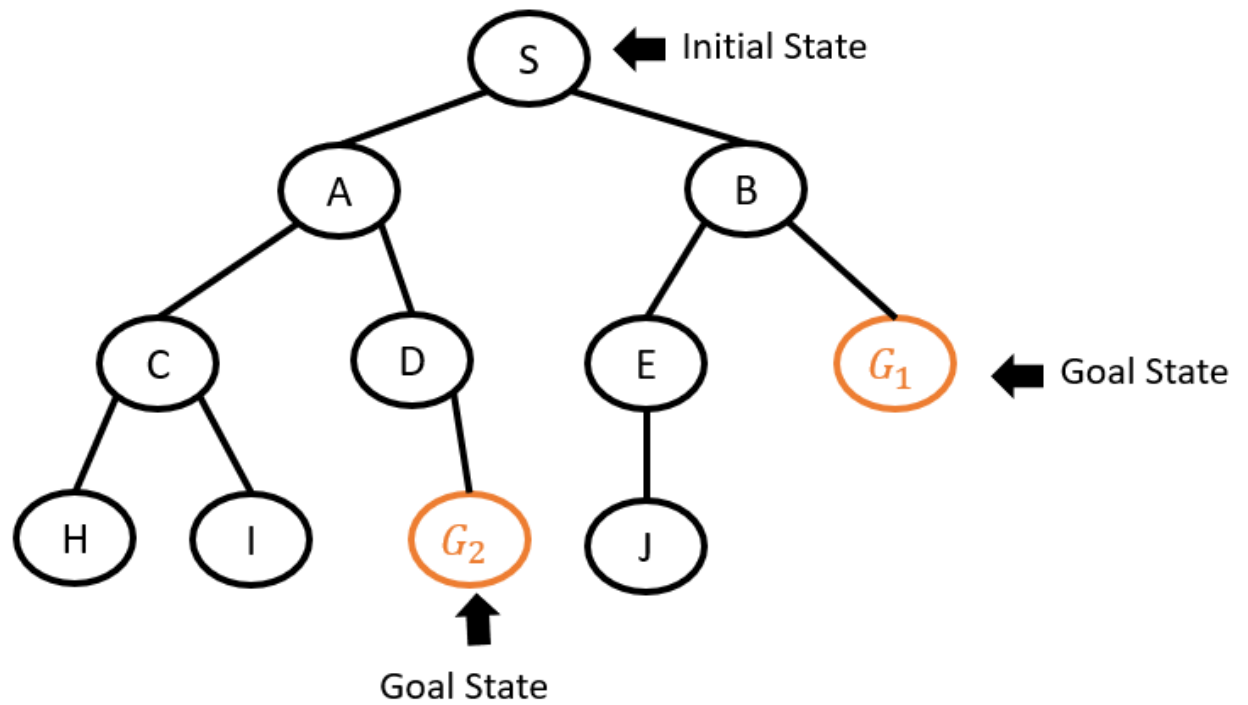 S
Initial State
A
B
C
D
E
G₁
Goal State
H
I
G₂
J
Goal State